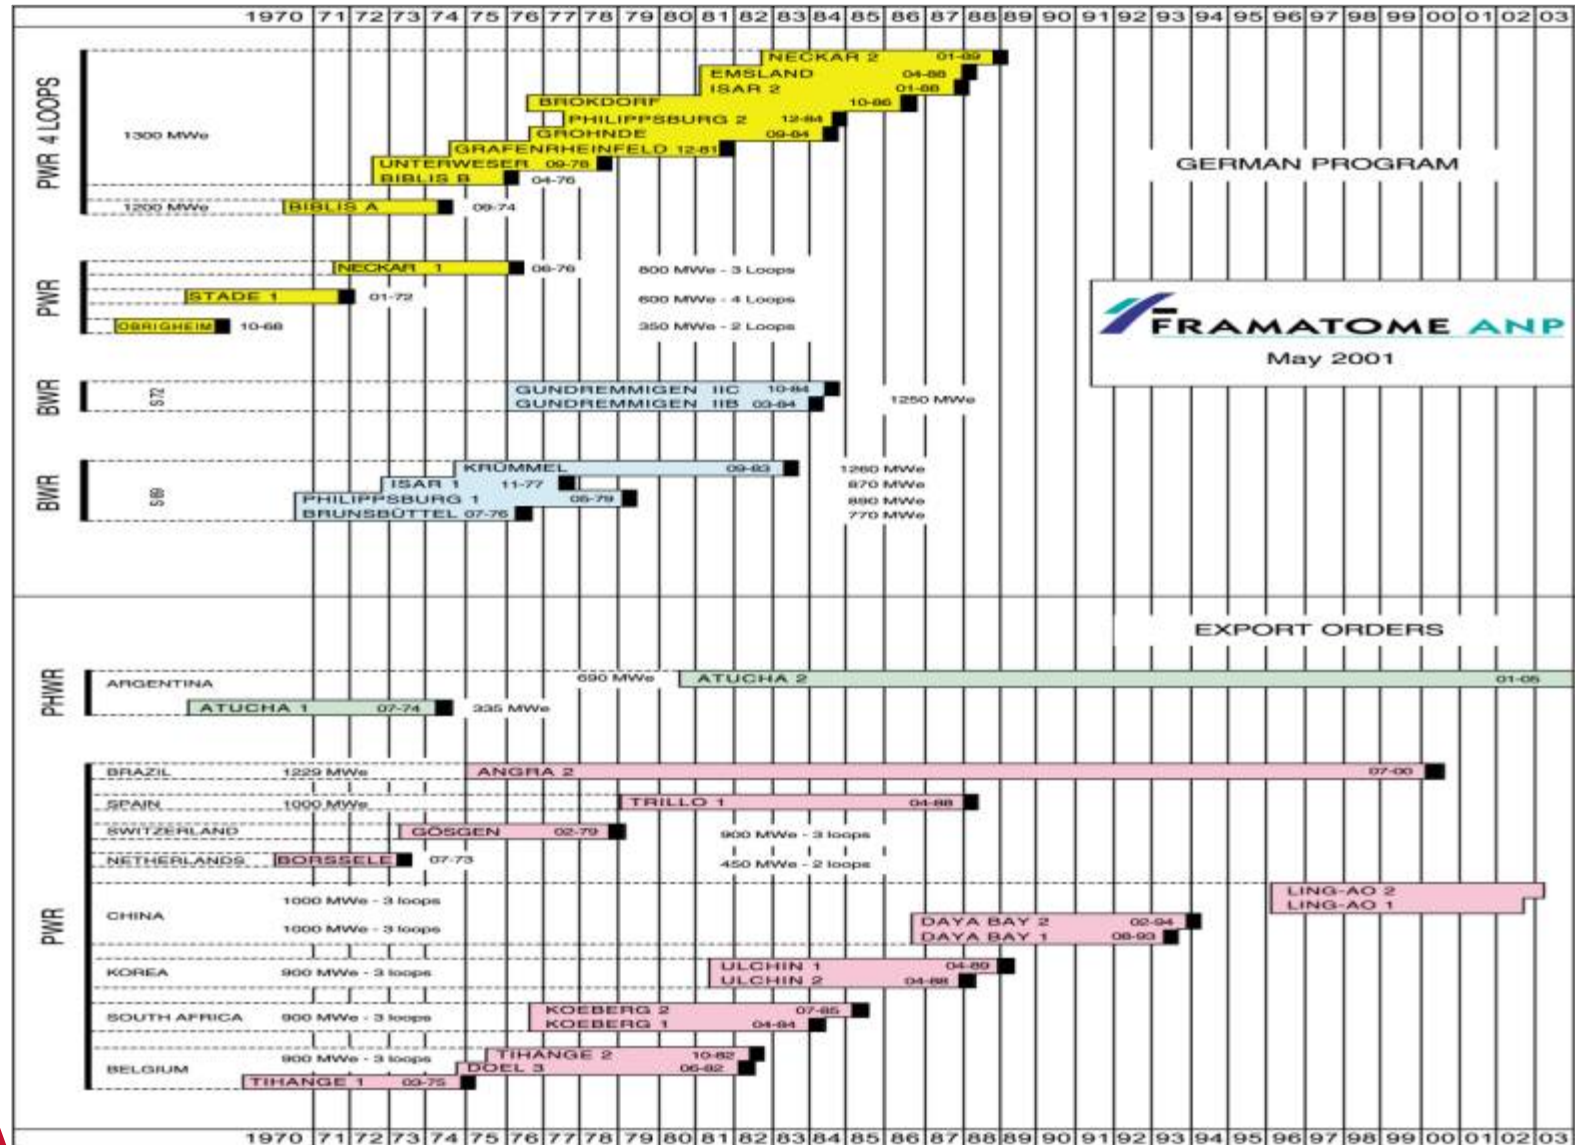 1970 71 72 73 74 75 76 77 78 79 80 81 82 83 84 85 86 87 88 89 90 91 92 93 94 95 96 97 98 99 00 01 02 03
PWR 4 LOOPS
NECKAR 2 01-89
EMSLAND 04-88
ISAR 2 01-88
BROKDORF 10-86
PHILIPPSBURG 2 12-84
1300 MWe
GROHNDE 09-84
GRAFENRHEINFELD 12-81
UNTERWESER 09-78
BIBLIS B 04-76
1200 MWe BIBLIS A 09-74
GERMAN PROGRAM
PWR
NECKAR 1 06-76 800 MWe - 3 Loops
STADE 1 01-72 600 MWe - 4 Loops
OBRIGHEIM 10-68 350 MWe - 2 Loops
FRAMATOME ANP
May 2001
BWR
S 72
GUNDREMMIGEN IIC 10-84
GUNDREMMIGEN IIB 03-84
1250 MWe
BWR
S 69
KRÜMMEL 09-83 1260 MWe
ISAR 1 11-77 870 MWe
PHILIPPSBURG 1 05-79 890 MWe
BRUNSBÜTTEL 07-76 770 MWe
EXPORT ORDERS
PHWR
ARGENTINA 690 MWe ATUCHA 2 01-05
ATUCHA 1 07-74 335 MWe
PWR
BRAZIL 1229 MWe ANGRA 2 07-00
SPAIN 1000 MWe TRILLO 1 04-88
SWITZERLAND GÖSGEN 02-79 900 MWe - 3 loops
NETHERLANDS BORSSELE 07-73 450 MWe - 2 loops
CHINA
1000 MWe - 3 loops
LING-AO 2
LING-AO 1
1000 MWe - 3 loops
DAYA BAY 2 02-94
DAYA BAY 1 08-93
KOREA 900 MWe - 3 loops
ULCHIN 1 04-89
ULCHIN 2 04-88
SOUTH AFRICA 900 MWe - 3 loops
KOEBERG 2 07-85
KOEBERG 1 04-84
BELGIUM 900 MWe - 3 loops
TIHANGE 2 10-82
DOEL 3 06-82
TIHANGE 1 03-75
1970 71 72 73 74 75 76 77 78 79 80 81 82 83 84 85 86 87 88 89 90 91 92 93 94 95 96 97 98 99 00 01 02 03